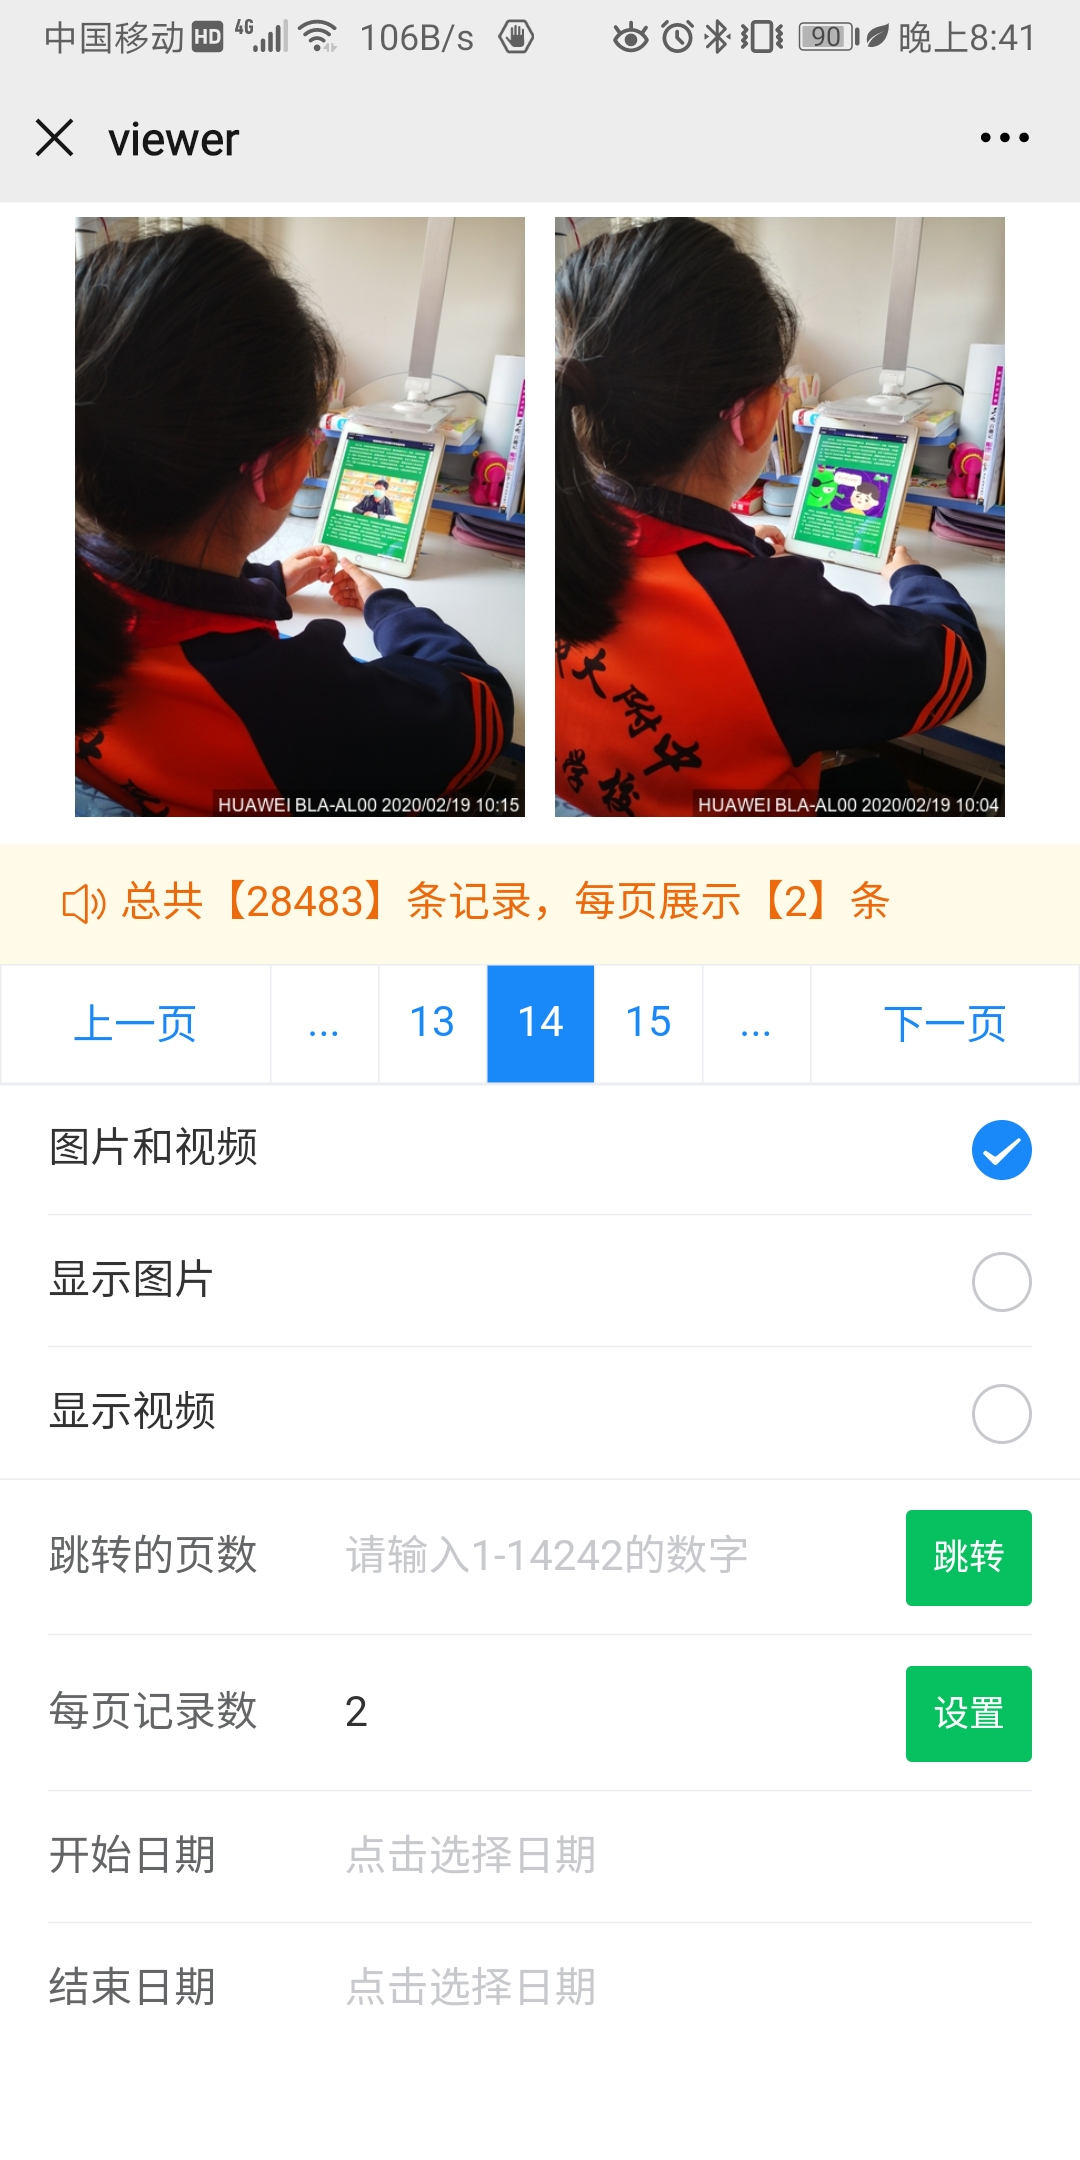 中国移动 HD 4G 106B/s 90 晚上8:41
viewer
大附中
学校
HUAWEI BLA-AL00 2020/02/19 10:15
HUAWEI BLA-AL00 2020/02/19 10:04
总共【28483】条记录，每页展示【2】条
上一页 ... 13 14 15 ... 下一页
图片和视频
显示图片
显示视频
跳转的页数 请输入1-14242的数字 跳转
每页记录数 2 设置
开始日期 点击选择日期
结束日期 点击选择日期